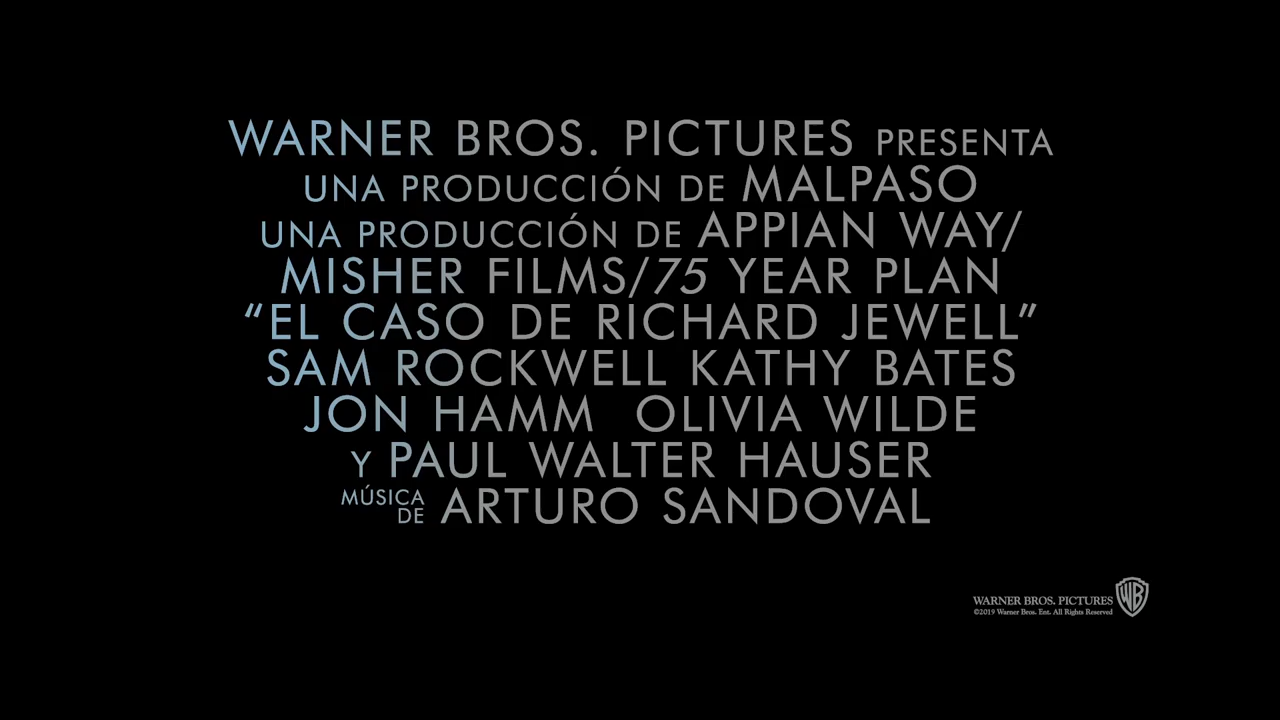 WARNER BROS. PICTURES PRESENTA
UNA PRODUCCIÓN DE MALPASO
UNA PRODUCCIÓN DE APPIAN WAY/
MISHER FILMS/75 YEAR PLAN
“EL CASO DE RICHARD JEWELL”
SAM ROCKWELL KATHY BATES
JON HAMM OLIVIA WILDE
Y PAUL WALTER HAUSER
MÚSICA DE ARTURO SANDOVAL
WARNER BROS. PICTURES WB
©2019 Warner Bros. Ent. All Rights Reserved